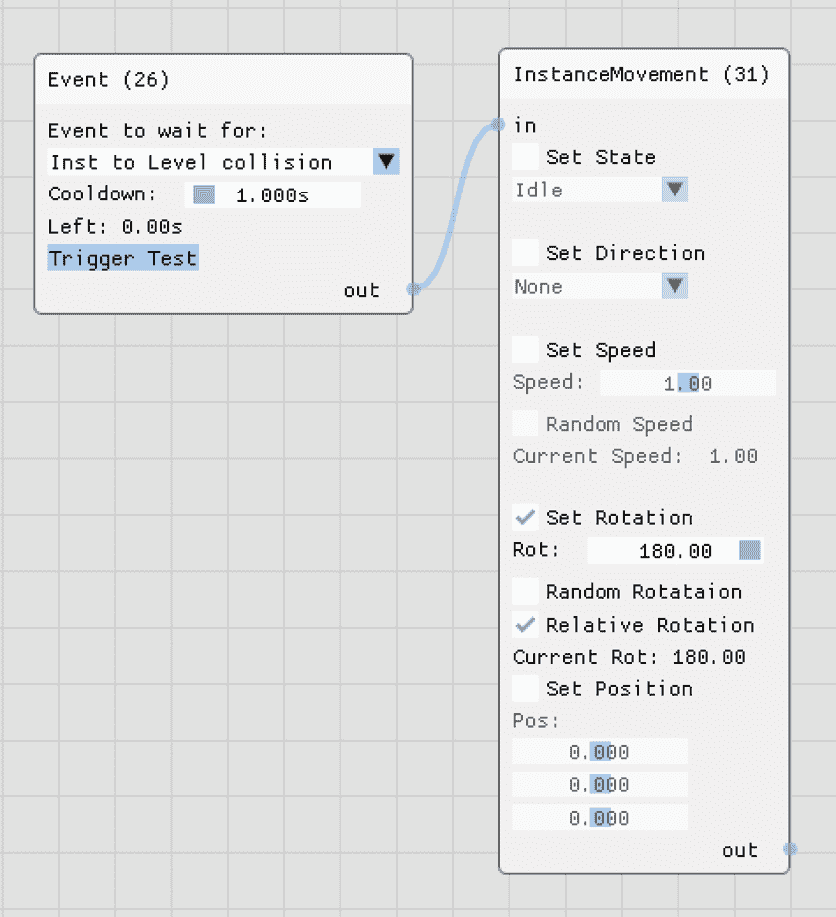 Event (26)
Event to wait for:
Inst to Level collision
Cooldown: 1.000s
Left: 0.00s
Trigger Test
out
InstanceMovement (31)
in
Set State
Idle
Set Direction
None
Set Speed
Speed: 1.00
Random Speed
Current Speed: 1.00
Set Rotation
Rot: 180.00
Random Rotataion
Relative Rotation
Current Rot: 180.00
Set Position
Pos:
0.000
0.000
0.000
out